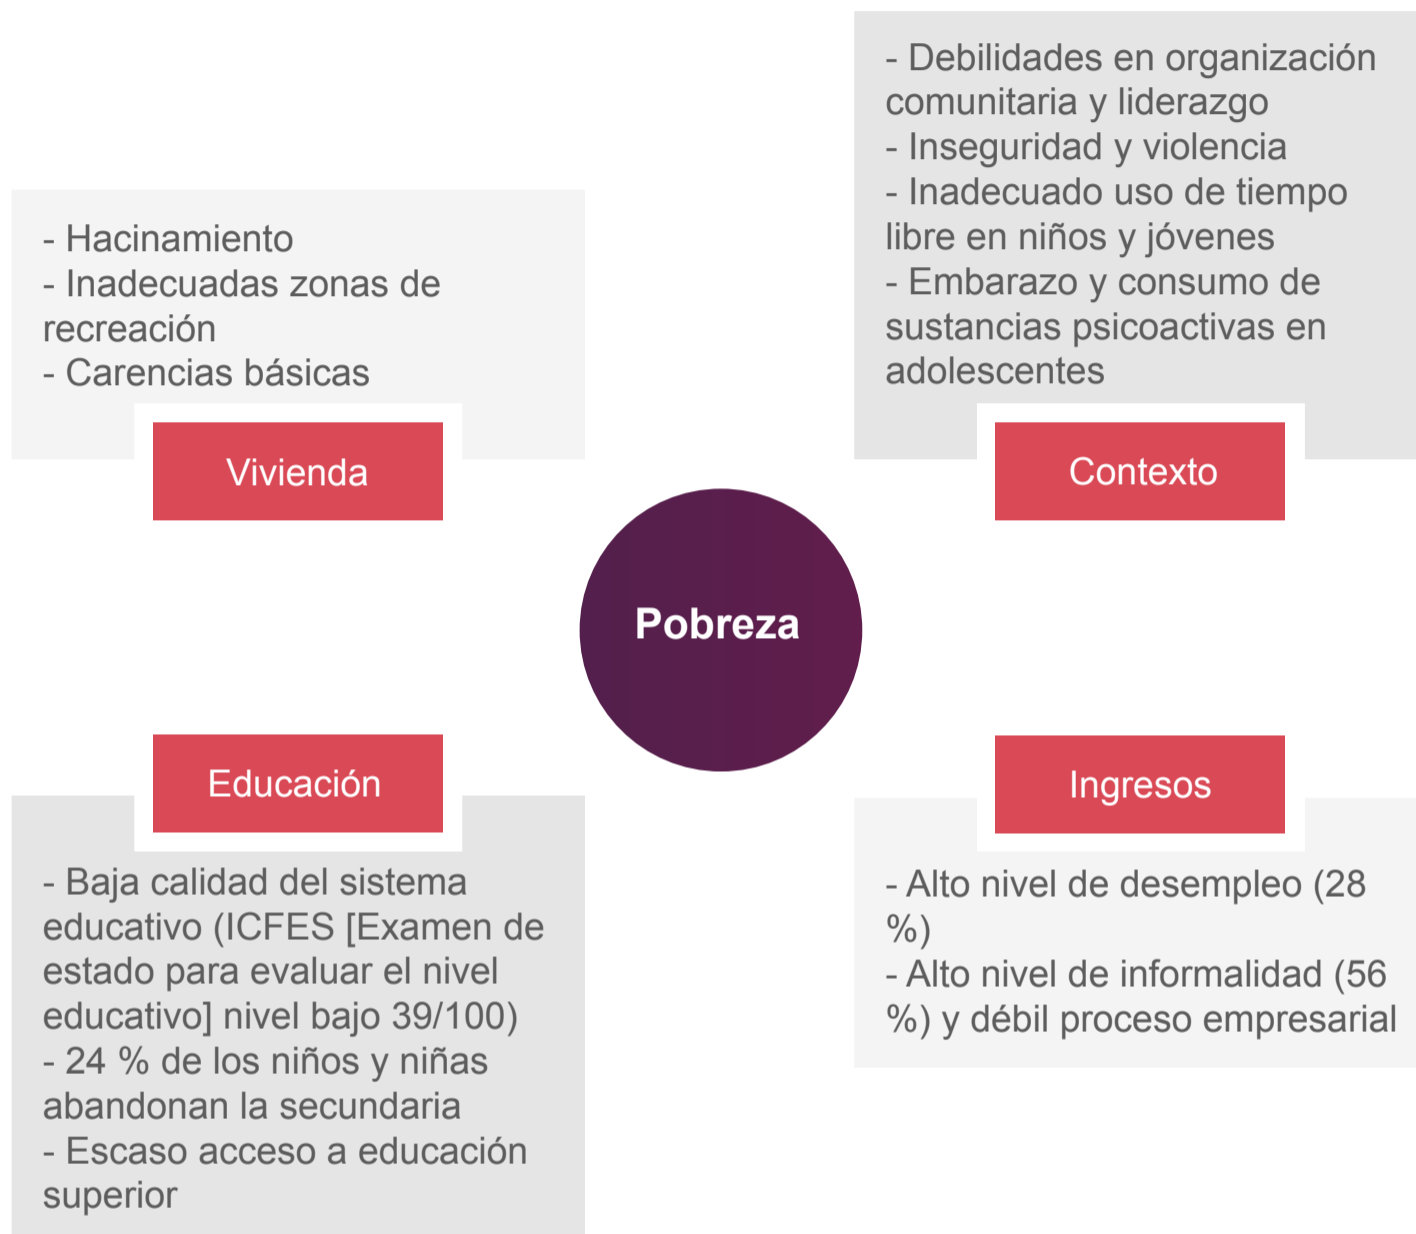 - Hacinamiento
- Inadecuadas zonas de
recreación
- Carencias básicas
Vivienda
- Debilidades en organización
comunitaria y liderazgo
- Inseguridad y violencia
- Inadecuado uso de tiempo
libre en niños y jóvenes
- Embarazo y consumo de
sustancias psicoactivas en
adolescentes
Contexto
Pobreza
Educación
- Baja calidad del sistema
educativo (ICFES [Examen de
estado para evaluar el nivel
educativo] nivel bajo 39/100)
- 24 % de los niños y niñas
abandonan la secundaria
- Escaso acceso a educación
superior
Ingresos
- Alto nivel de desempleo (28
%)
- Alto nivel de informalidad (56
%) y débil proceso empresarial